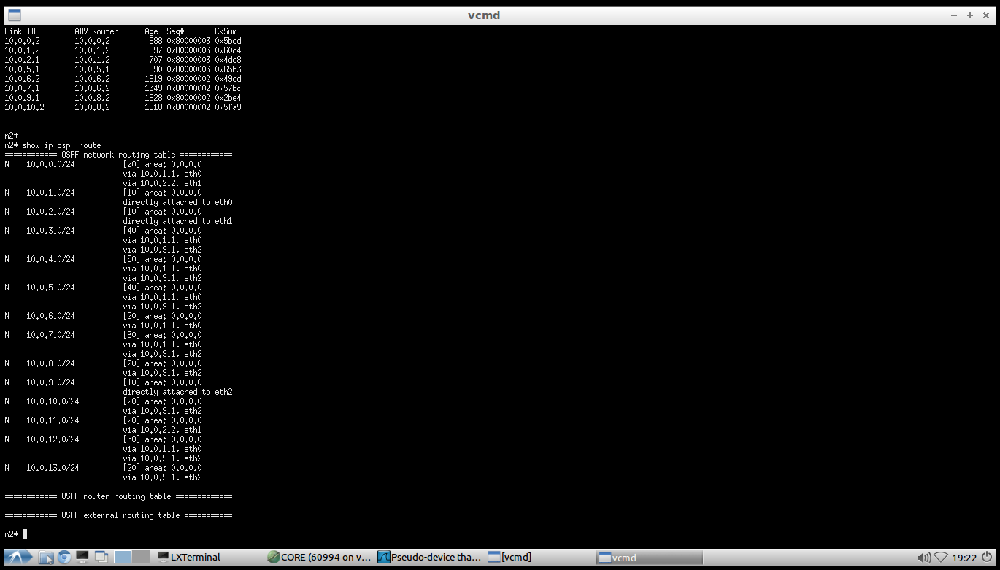 vcmd
Link ID ADV Router Age Seq# CkSum
10.0.0.2 10.0.0.2 688 0x80000003 0x5bcd
10.0.1.2 10.0.1.2 697 0x80000003 0x60c4
10.0.2.1 10.0.1.2 707 0x80000003 0x4dd8
10.0.5.1 10.0.5.1 690 0x80000003 0x65b3
10.0.6.2 10.0.6.2 1819 0x80000002 0x49cd
10.0.7.1 10.0.6.2 1349 0x80000002 0x57bc
10.0.9.1 10.0.8.2 1628 0x80000002 0x2be4
10.0.10.2 10.0.8.2 1818 0x80000002 0x5fa9
n2#
n2# show ip ospf route
============ OSPF network routing table ============
N 10.0.0.0/24 [20] area: 0.0.0.0
via 10.0.1.1, eth0
via 10.0.2.2, eth1
N 10.0.1.0/24 [10] area: 0.0.0.0
directly attached to eth0
N 10.0.2.0/24 [10] area: 0.0.0.0
directly attached to eth1
N 10.0.3.0/24 [40] area: 0.0.0.0
via 10.0.1.1, eth0
via 10.0.9.1, eth2
N 10.0.4.0/24 [50] area: 0.0.0.0
via 10.0.1.1, eth0
via 10.0.9.1, eth2
N 10.0.5.0/24 [40] area: 0.0.0.0
via 10.0.1.1, eth0
via 10.0.9.1, eth2
N 10.0.6.0/24 [20] area: 0.0.0.0
via 10.0.1.1, eth0
N 10.0.7.0/24 [30] area: 0.0.0.0
via 10.0.1.1, eth0
via 10.0.9.1, eth2
N 10.0.8.0/24 [20] area: 0.0.0.0
via 10.0.9.1, eth2
N 10.0.9.0/24 [10] area: 0.0.0.0
directly attached to eth2
N 10.0.10.0/24 [20] area: 0.0.0.0
via 10.0.9.1, eth2
N 10.0.11.0/24 [20] area: 0.0.0.0
via 10.0.2.2, eth1
N 10.0.12.0/24 [50] area: 0.0.0.0
via 10.0.1.1, eth0
via 10.0.9.1, eth2
N 10.0.13.0/24 [20] area: 0.0.0.0
via 10.0.9.1, eth2
============ OSPF router routing table =============
============ OSPF external routing table ===========
n2#
LXTerminal CORE (60994 on v... Pseudo-device tha... [vcmd] vcmd 19:22